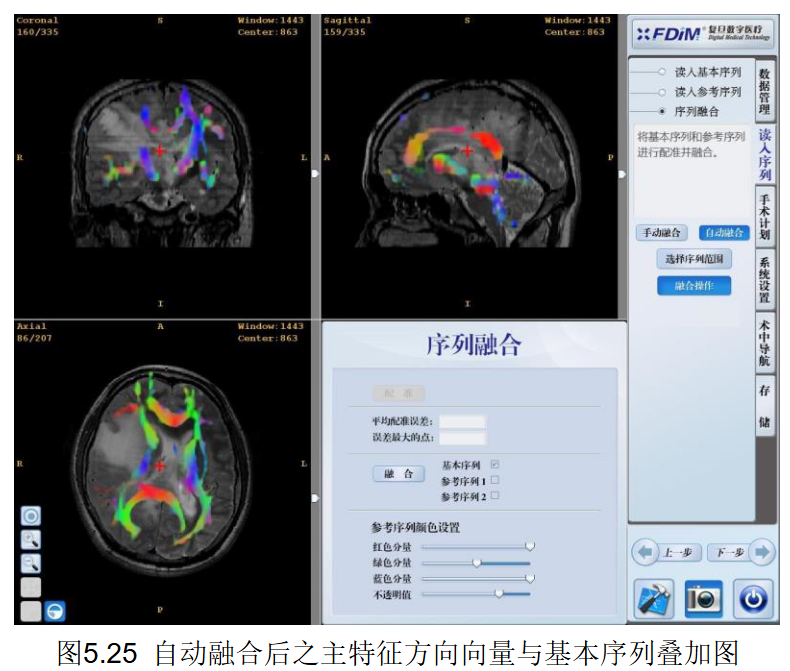 Coronal
160/335
S
Window:1443
Center:863
R
L
I
Sagittal
159/335
S
Window:1443
Center:863
A
P
I
Axial
86/207
A
Window:1443
Center:863
R
L
P
FDiM® 复旦数字医疗
Digital Medical Technology
读入基本序列
读入参考序列
序列融合
将基本序列和参考序列
进行配准并融合。
手动融合
自动融合
选择序列范围
融合操作
数据管理
读入序列
手术计划
系统设置
术中导航
存储
序列融合
配准
平均配准误差:
误差最大的点:
融合
基本序列
参考序列1
参考序列2
参考序列颜色设置
红色分量
绿色分量
蓝色分量
不透明值
上一步
下一步
图5.25 自动融合后之主特征方向向量与基本序列叠加图